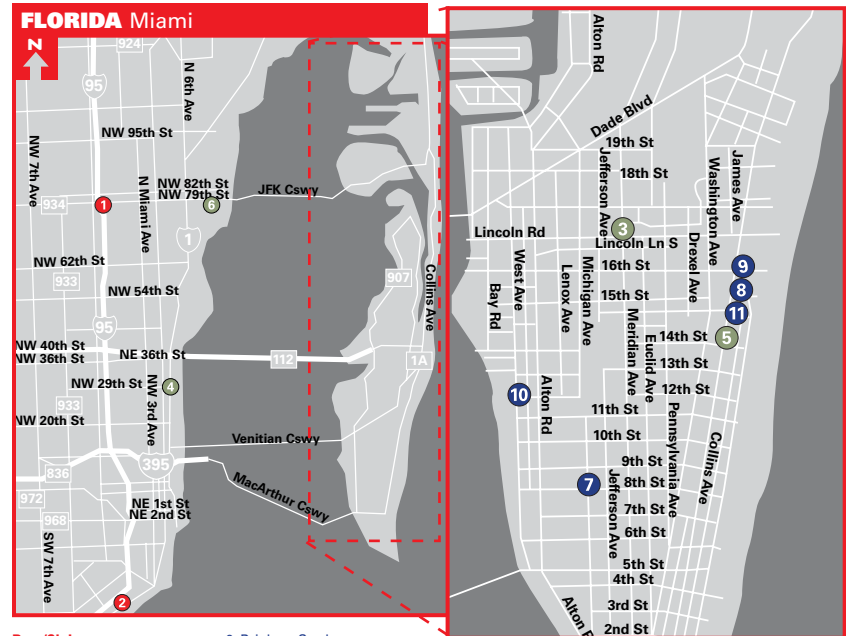 FLORIDA Miami
N
924
95
N 6th Ave
NW 95th St
NW 7th Ave
N Miami Ave
NW 82th St
NW 79th St
JFK Cswy
934
1
6
1
NW 62th St
933
NW 54th St
907
Collins Ave
95
NW 40th St
NW 36th St
NE 36th St
112
1A
NW 29th St
4
933
NW 3rd Ave
NW 20th St
Venitian Cswy
395
836
MacArthur Cswy
972
NE 1st St
NE 2nd St
968
SW 7th Ave
2
Alton Rd
Dade Blvd
19th St
Jefferson Ave
18th St
James Ave
Washington Ave
3
Lincoln Rd
Lincoln Ln S
Drexel Ave
West Ave
Bay Rd
Lenox Ave
Michigan Ave
16th St
9
15th St
8
11
Meridian Ave
Euclid Ave
14th St
5
13th St
12th St
10
Alton Rd
11th St
Pennsylvania Ave
10th St
Collins Ave
9th St
7
Jefferson Ave
8th St
7th St
6th St
5th St
4th St
Alton
3rd St
2nd St